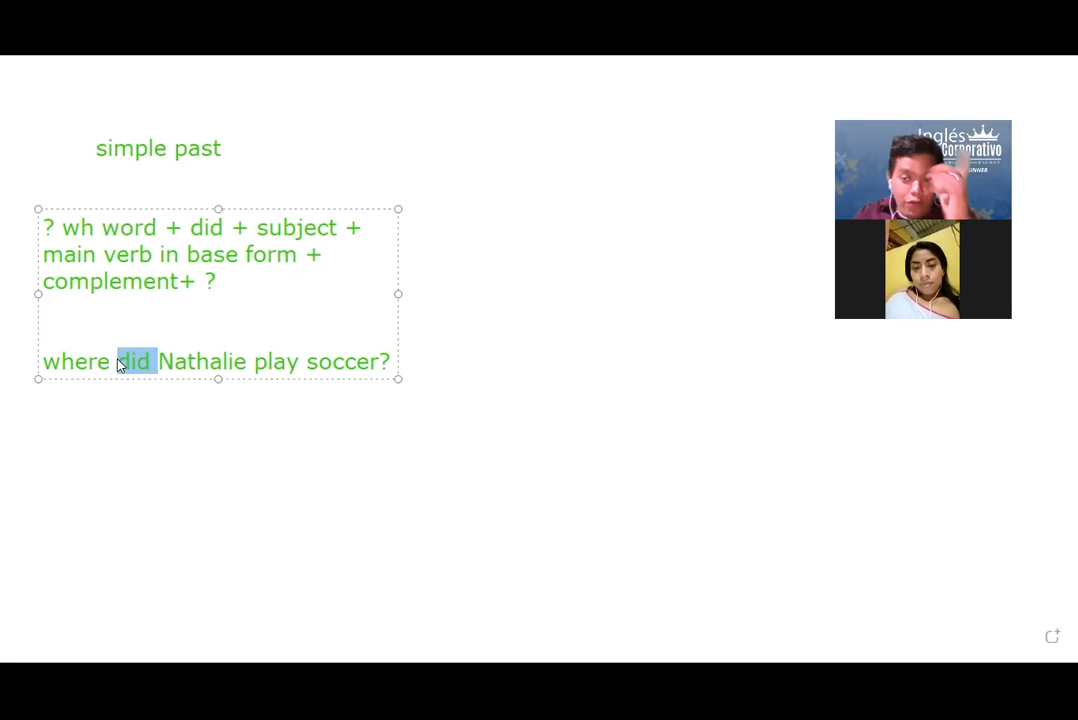 simple past
? wh word + did + subject +
main verb in base form +
complement+ ?
where did Nathalie play soccer?
Inglés
Corporativo